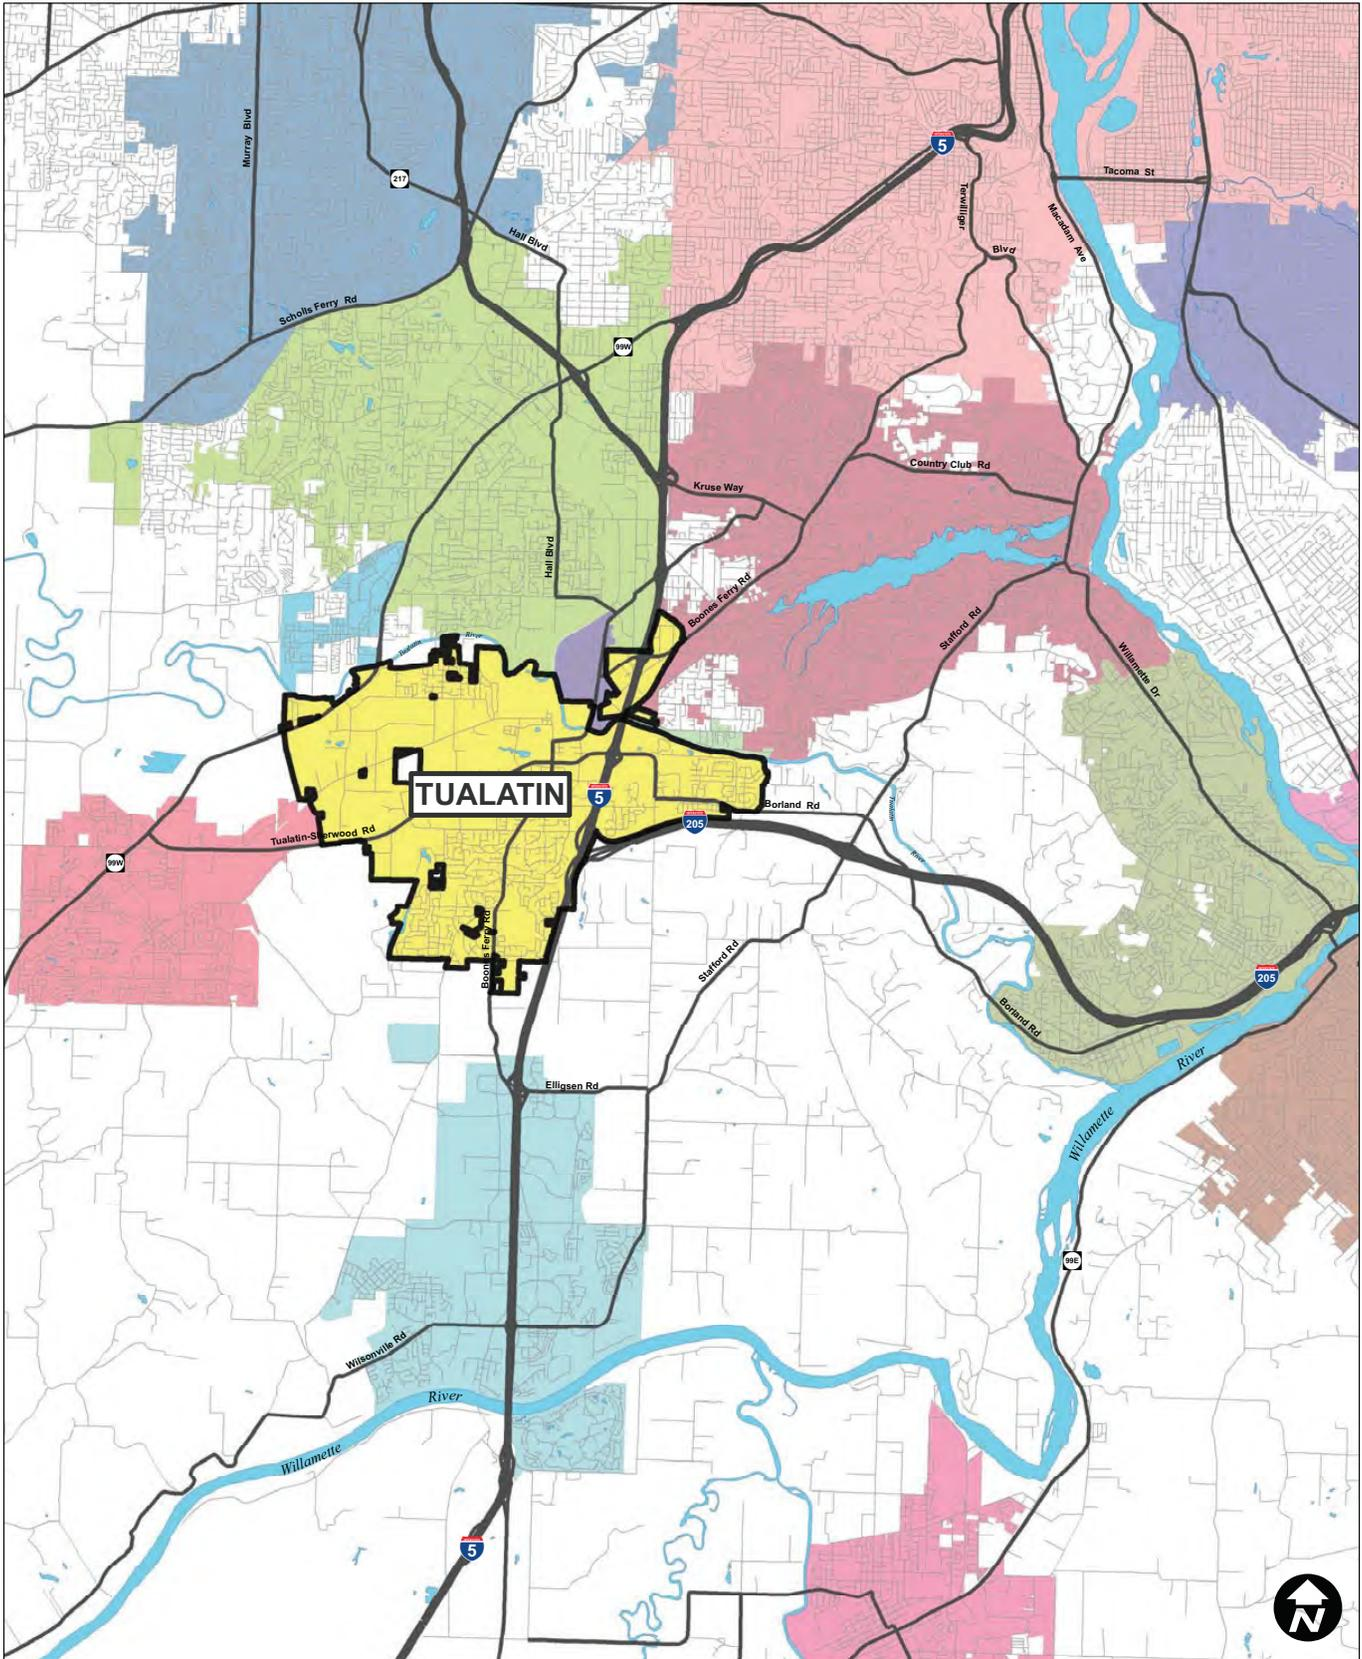 Murray Blvd
5
217
Tacoma St
Terwilliger
Macadam Ave
Hall Blvd
Blvd
Scholls Ferry Rd
99W
Country Club Rd
Kruse Way
Hall Blvd
Boones Ferry Rd
Stafford Rd
Tualatin
River
Willamette Dr
TUALATIN
5
Borland Rd
205
Tualatin
Tualatin-Sherwood Rd
River
99W
Boones Ferry Rd
Stafford Rd
205
Borland Rd
River
Elligsen Rd
Willamette
99E
Wilsonville Rd
River
Willamette
5
N